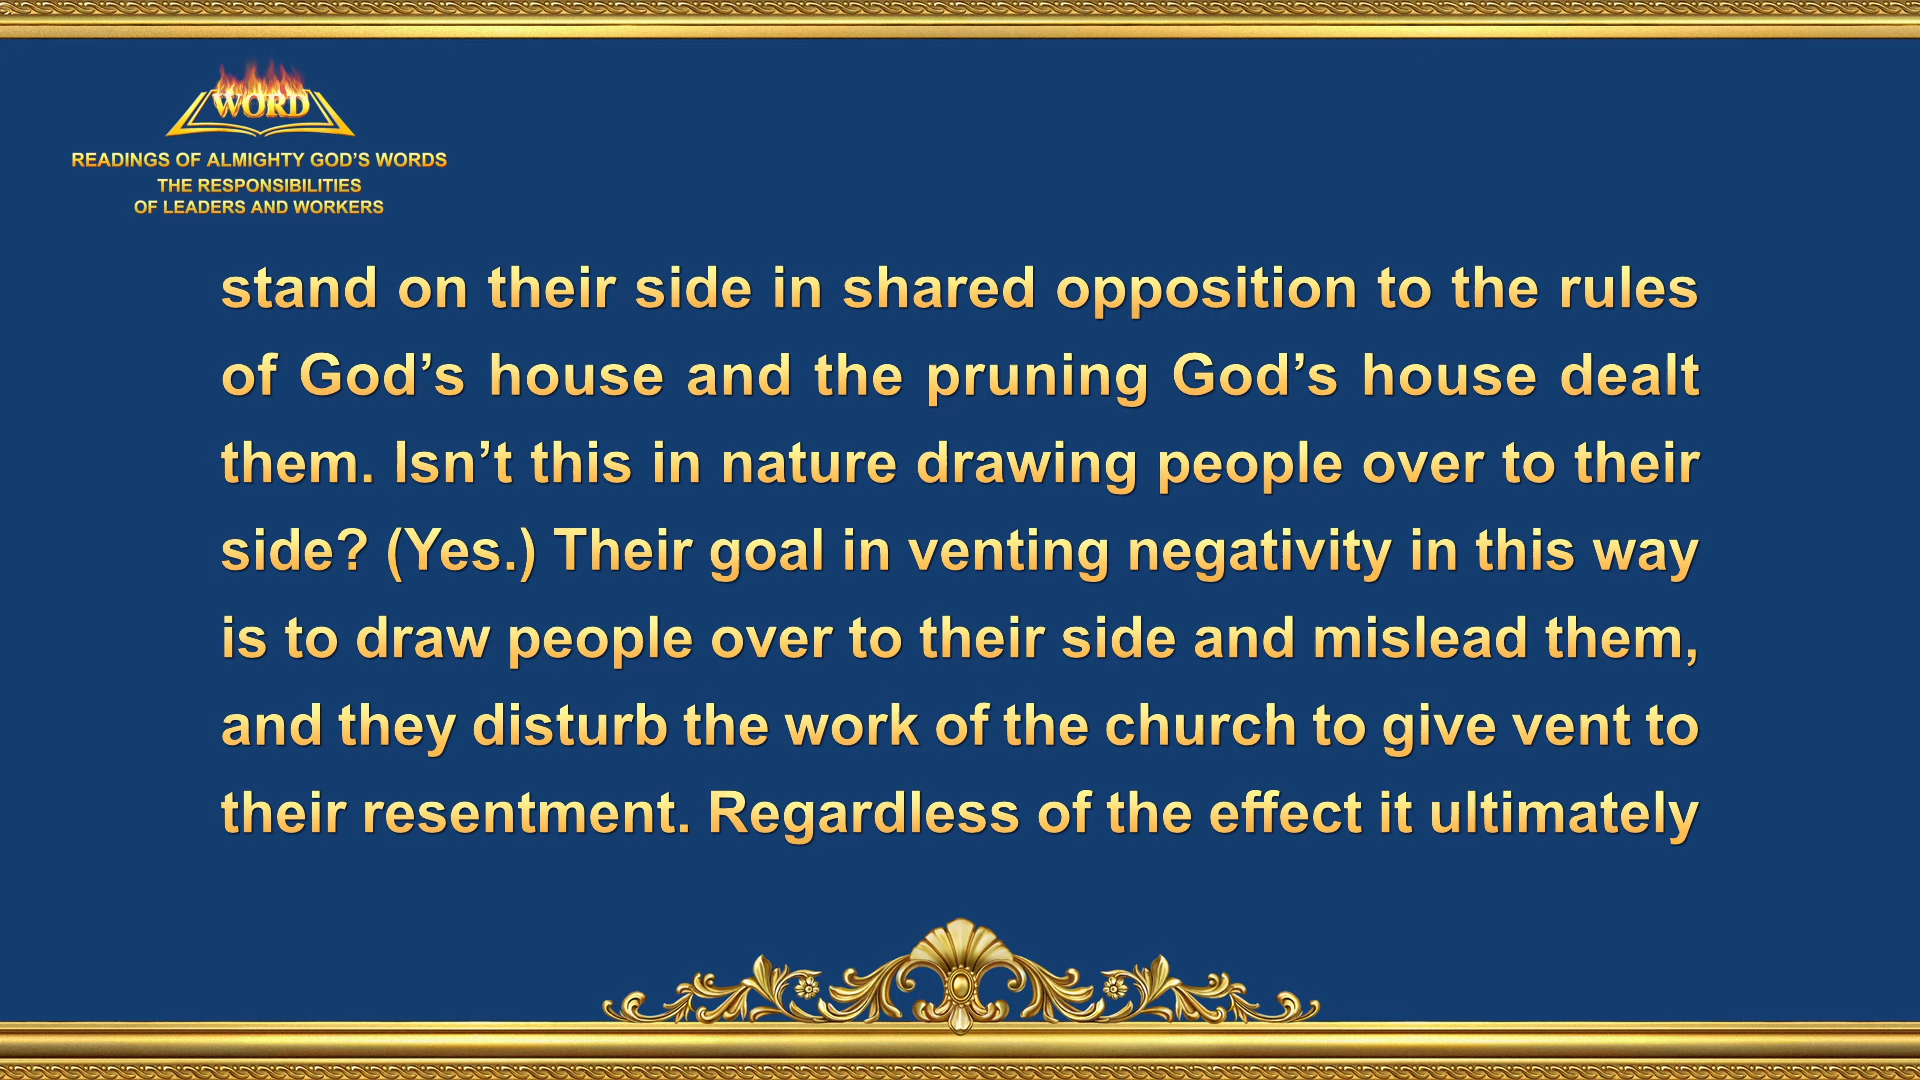 WORD
READINGS OF ALMIGHTY GOD’S WORDS
THE RESPONSIBILITIES
OF LEADERS AND WORKERS
stand on their side in shared opposition to the rules
of God’s house and the pruning God’s house dealt
them. Isn’t this in nature drawing people over to their
side? (Yes.) Their goal in venting negativity in this way
is to draw people over to their side and mislead them,
and they disturb the work of the church to give vent to
their resentment. Regardless of the effect it ultimately